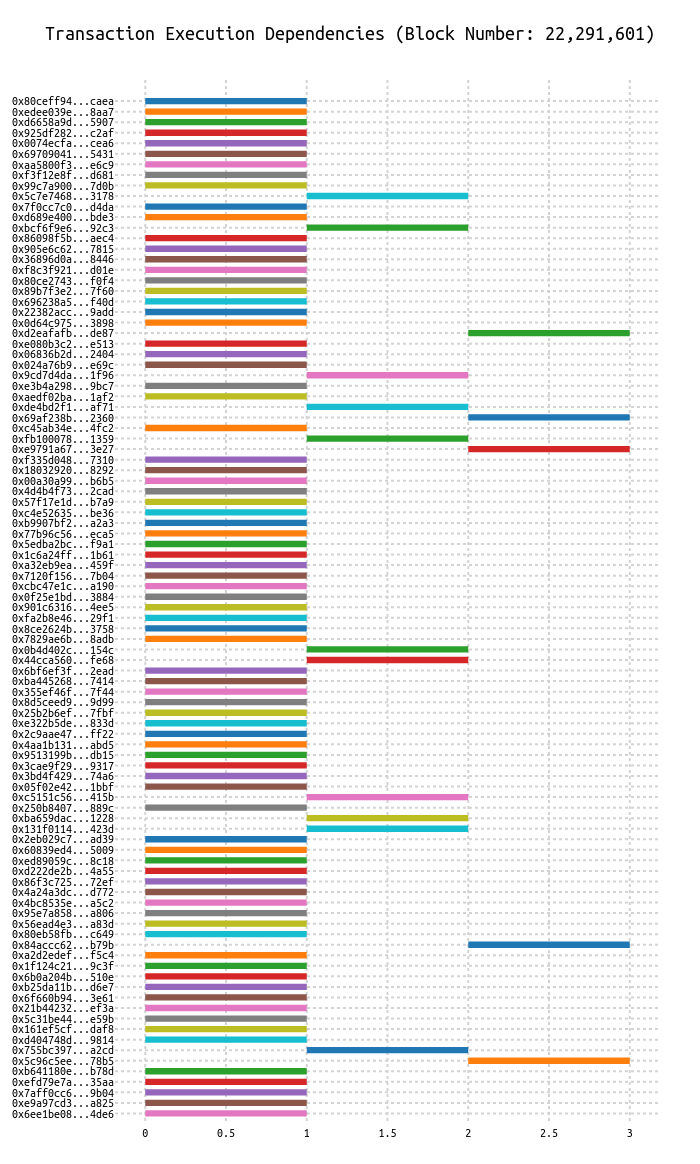 Transaction Execution Dependencies (Block Number: 22,291,601)
0x80ceff94...caea
0xedee039e...8aa7
0xd6658a9d...5907
0x925df282...c2af
0x0074ecfa...cea6
0x69709041...5431
0xaa5800f3...e6c9
0xf3f12e8f...d681
0x99c7a900...7d0b
0x5c7e7468...3178
0x7f0cc7c0...d4da
0xd689e400...bde3
0xbcf6f9e6...92c3
0x86098f5b...aec4
0x905e6c62...7815
0x36896d0a...8446
0xf8c3f921...d01e
0x80ce2743...f0f4
0x89b7f3e2...7f60
0x696238a5...f40d
0x22382acc...9add
0x0d64c975...3898
0xd2eafafb...de87
0xe080b3c2...e513
0x06836b2d...2404
0x024a76b9...e69c
0x9cd7d4da...1f96
0xe3b4a298...9bc7
0xaedf02ba...1af2
0xde4bd2f1...af71
0x69af238b...2360
0xc45ab34e...4fc2
0xfb100078...1359
0xe9791a67...3e27
0xf335d048...7310
0x18032920...8292
0x00a30a99...b6b5
0x4d4b4f73...2cad
0x57f17e1d...b7a9
0xc4e52635...be36
0xb9907bf2...a2a3
0x77b96c56...eca5
0x5edba2bc...f9a1
0x1c6a24ff...1b61
0xa32eb9ea...459f
0x7120f156...7b04
0xcbc47e1c...a190
0x0f25e1bd...3884
0x901c6316...4ee5
0xfa2b8e46...29f1
0x8ce2624b...3758
0x7829ae6b...8adb
0x0b4d402c...154c
0x44cca560...fe68
0x6bf6ef3f...2ead
0xba445268...7414
0x355ef46f...7f44
0x8d5ceed9...9d99
0x25b2b6ef...7fbf
0xe322b5de...833d
0x2c9aae47...ff22
0x4aa1b131...abd5
0x9513199b...db15
0x3cae9f29...9317
0x3bd4f429...74a6
0x05f02e42...1bbf
0xc5151c56...415b
0x250b8407...889c
0xba659dac...1228
0x131f0114...423d
0x2eb029c7...ad39
0x60839ed4...5009
0xed89059c...8c18
0xd222de2b...4a55
0x86f3c725...72ef
0x4a24a3dc...d772
0x4bc8535e...a5c2
0x95e7a858...a806
0x56ead4e3...a83d
0x80eb58fb...c649
0x84accc62...b79b
0xa2d2edef...f5c4
0x1f124c21...9c3f
0x6b0a204b...510e
0xb25da11b...d6e7
0x6f660b94...3e61
0x21b44232...ef3a
0x5c31be44...e59b
0x161ef5cf...daf8
0xd404748d...9814
0x755bc397...a2cd
0x5c96c5ee...78b5
0xb641180e...b78d
0xefd79e7a...35aa
0x7aff0cc6...9b04
0xe9a97cd3...a825
0x6ee1be08...4de6
0 0.5 1 1.5 2 2.5 3